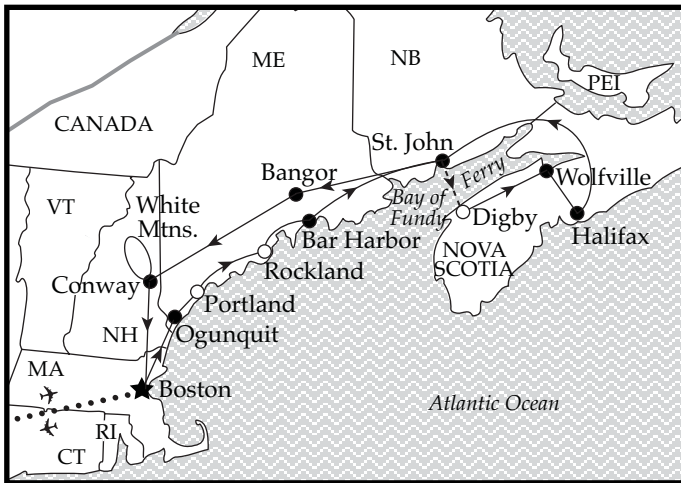 ME
NB
PEI
CANADA
St. John
Ferry
Bangor
Wolfville
VT
White
Mtns.
Bay of
Fundy
Digby
Bar Harbor
Halifax
NOVA
SCOTIA
Rockland
Conway
Portland
NH
Ogunquit
MA
Boston
Atlantic Ocean
RI
CT